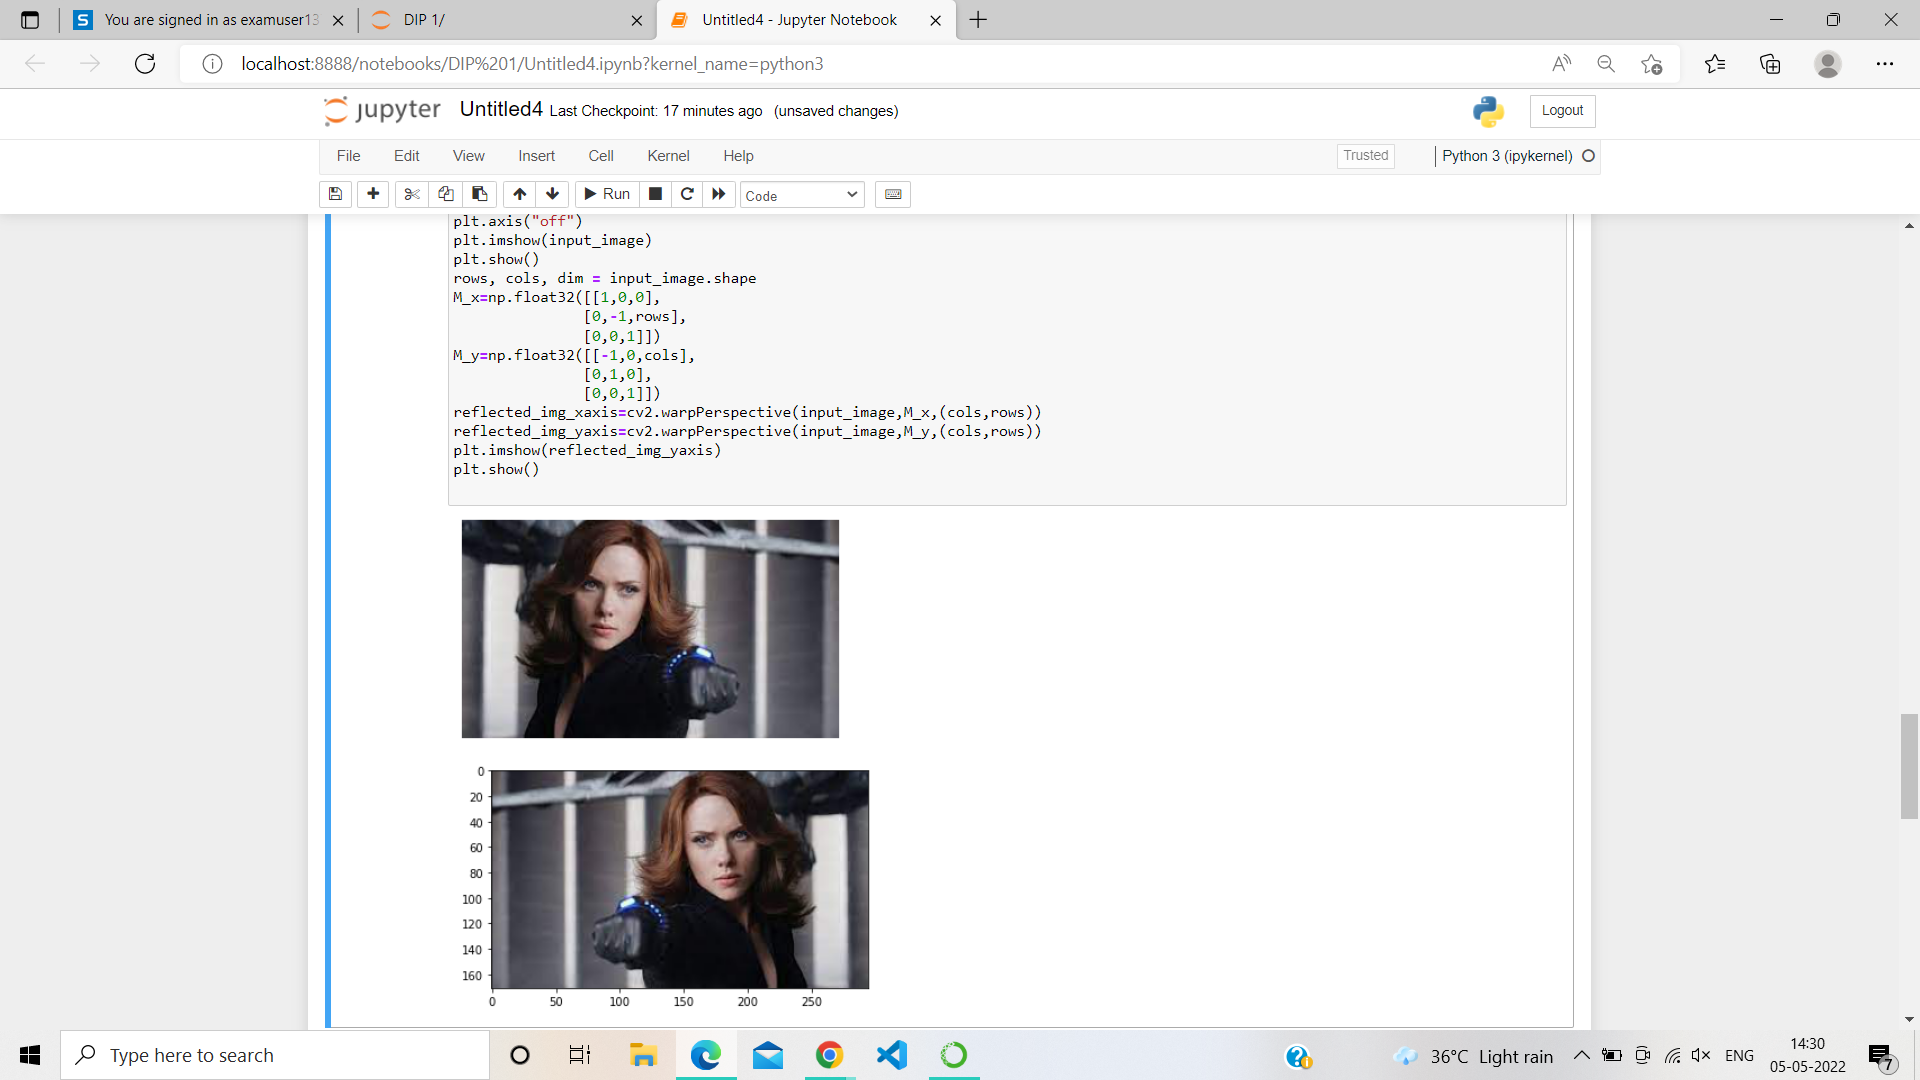 You are signed in as examuser13
DIP 1/
Untitled4 - Jupyter Notebook
localhost:8888/notebooks/DIP%201/Untitled4.ipynb?kernel_name=python3
jupyter Untitled4 Last Checkpoint: 17 minutes ago (unsaved changes)
Logout
File Edit View Insert Cell Kernel Help
Trusted
Python 3 (ipykernel)
Run
Code
plt.axis("off")
plt.imshow(input_image)
plt.show()
rows, cols, dim = input_image.shape
M_x=np.float32([[1,0,0],
[0,-1,rows],
[0,0,1]])
M_y=np.float32([[-1,0,cols],
[0,1,0],
[0,0,1]])
reflected_img_xaxis=cv2.warpPerspective(input_image,M_x,(cols,rows))
reflected_img_yaxis=cv2.warpPerspective(input_image,M_y,(cols,rows))
plt.imshow(reflected_img_yaxis)
plt.show()
0
20
40
60
80
100
120
140
160
0 50 100 150 200 250
Type here to search
36°C Light rain
ENG
14:30
05-05-2022
7